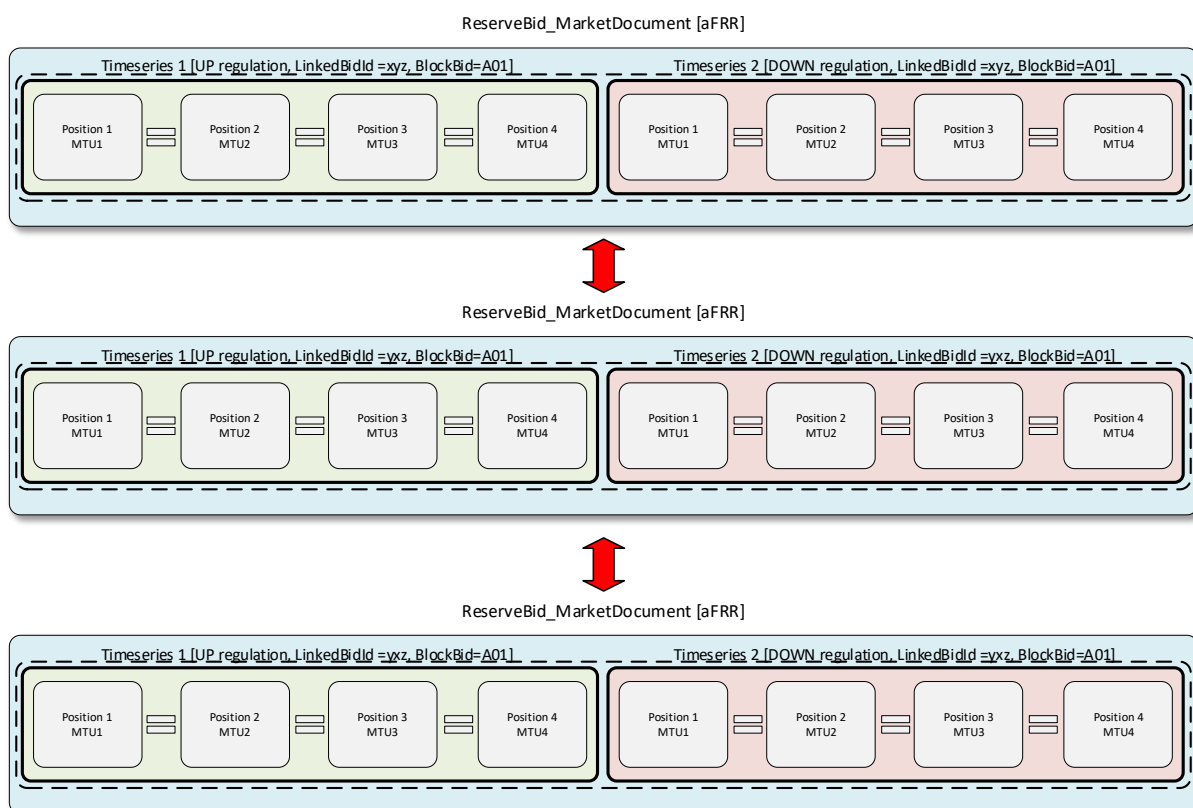 ReserveBid_MarketDocument [aFRR]
Timeseries 1 [UP regulation, LinkedBidId =xyz, BlockBid=A01]
Timeseries 2 [DOWN regulation, LinkedBidId =xyz, BlockBid=A01]
Position 1
MTU1
Position 2
MTU2
Position 3
MTU3
Position 4
MTU4
Position 1
MTU1
Position 2
MTU2
Position 3
MTU3
Position 4
MTU4
ReserveBid_MarketDocument [aFRR]
Timeseries 1 [UP regulation, LinkedBidId =yxz, BlockBid=A01]
Timeseries 2 [DOWN regulation, LinkedBidId =yxz, BlockBid=A01]
Position 1
MTU1
Position 2
MTU2
Position 3
MTU3
Position 4
MTU4
Position 1
MTU1
Position 2
MTU2
Position 3
MTU3
Position 4
MTU4
ReserveBid_MarketDocument [aFRR]
Timeseries 1 [UP regulation, LinkedBidId =yxz, BlockBid=A01]
Timeseries 2 [DOWN regulation, LinkedBidId =yxz, BlockBid=A01]
Position 1
MTU1
Position 2
MTU2
Position 3
MTU3
Position 4
MTU4
Position 1
MTU1
Position 2
MTU2
Position 3
MTU3
Position 4
MTU4